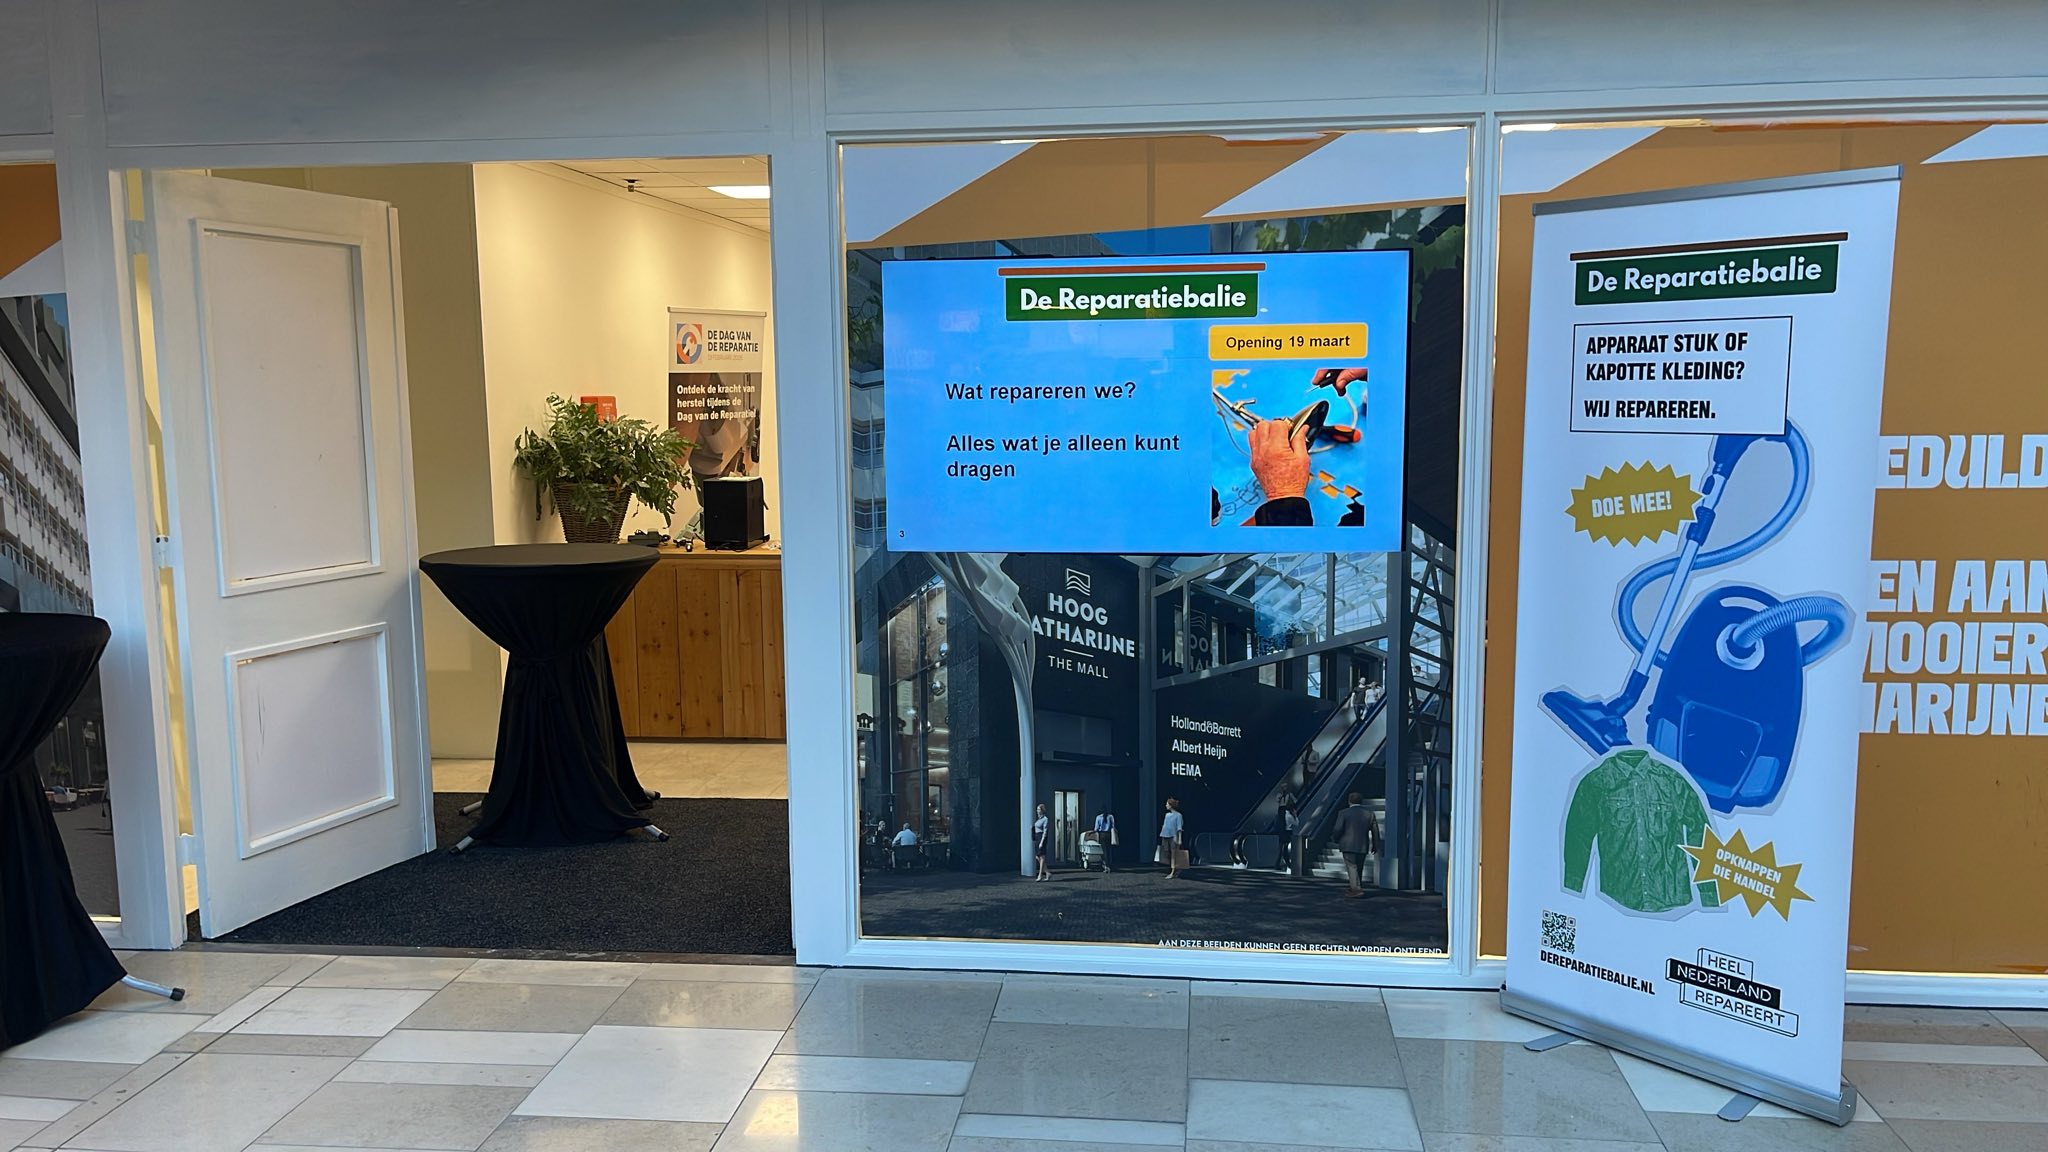 DE DAG VAN
DE REPARATIE
Ontdek de kracht van
herstel tijdens de
Dag van de Reparatie!
De Reparatiebalie
Opening 19 maart
Wat repareren we?
Alles wat je alleen kunt
dragen
3
HOOG
ATHARIJNE
THE MALL
Holland&Barrett
Albert Heijn
HEMA
AAN DEZE BEELDEN KUNNEN GEEN RECHTEN WORDEN ONTLEEND
De Reparatiebalie
APPARAAT STUK OF
KAPOTTE KLEDING?
WIJ REPAREREN.
DOE MEE!
OPKNAPPEN
DIE HANDEL
DEREPARATIEBALIE.NL
HEEL
NEDERLAND
REPAREERT
EDULD
EN AAN
MOOIER
ARIJNE